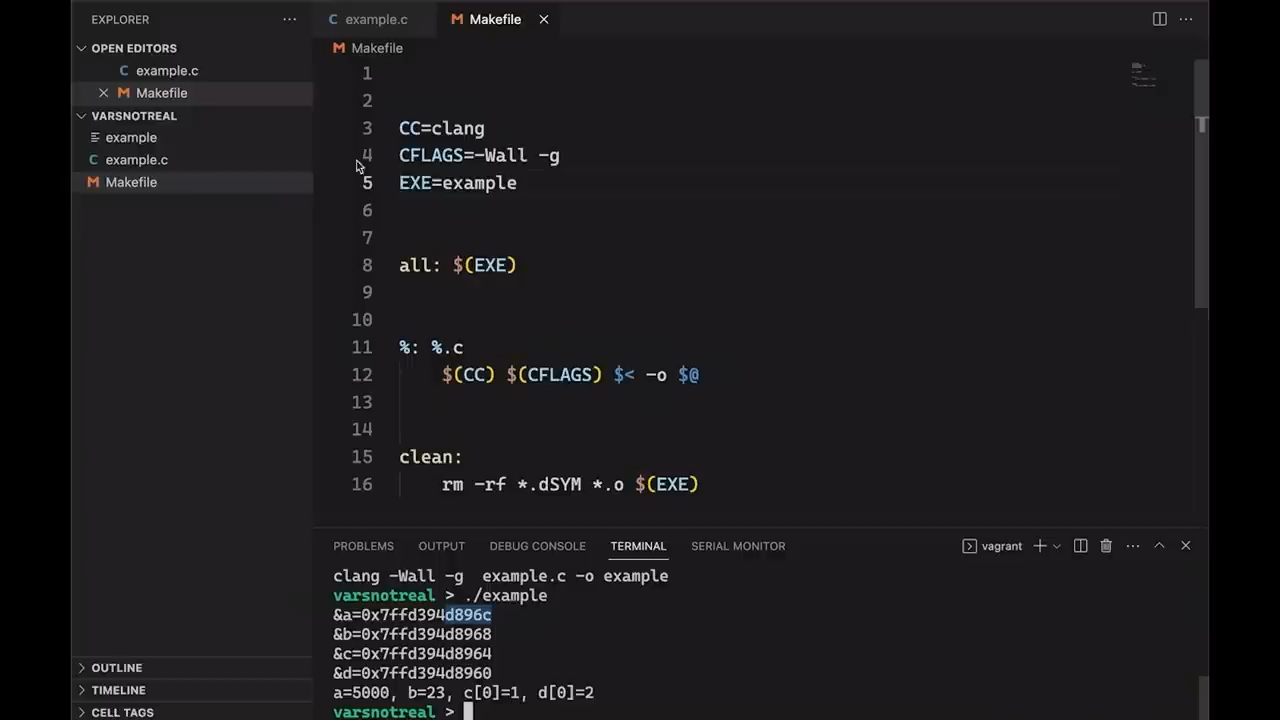 EXPLORER
OPEN EDITORS
C example.c
M Makefile
VARSNOTREAL
example
C example.c
M Makefile
OUTLINE
TIMELINE
CELL TAGS
C example.c
M Makefile
M Makefile
1
2
3 CC=clang
4 CFLAGS=-Wall -g
5 EXE=example
6
7
8 all: $(EXE)
9
10
11 %: %.c
12 $(CC) $(CFLAGS) $< -o $@
13
14
15 clean:
16 rm -rf *.dSYM *.o $(EXE)
PROBLEMS OUTPUT DEBUG CONSOLE TERMINAL SERIAL MONITOR vagrant
clang -Wall -g  example.c -o example
varsnotreal > ./example
&a=0x7ffd394d896c
&b=0x7ffd394d8968
&c=0x7ffd394d8964
&d=0x7ffd394d8960
a=5000, b=23, c[0]=1, d[0]=2
varsnotreal >